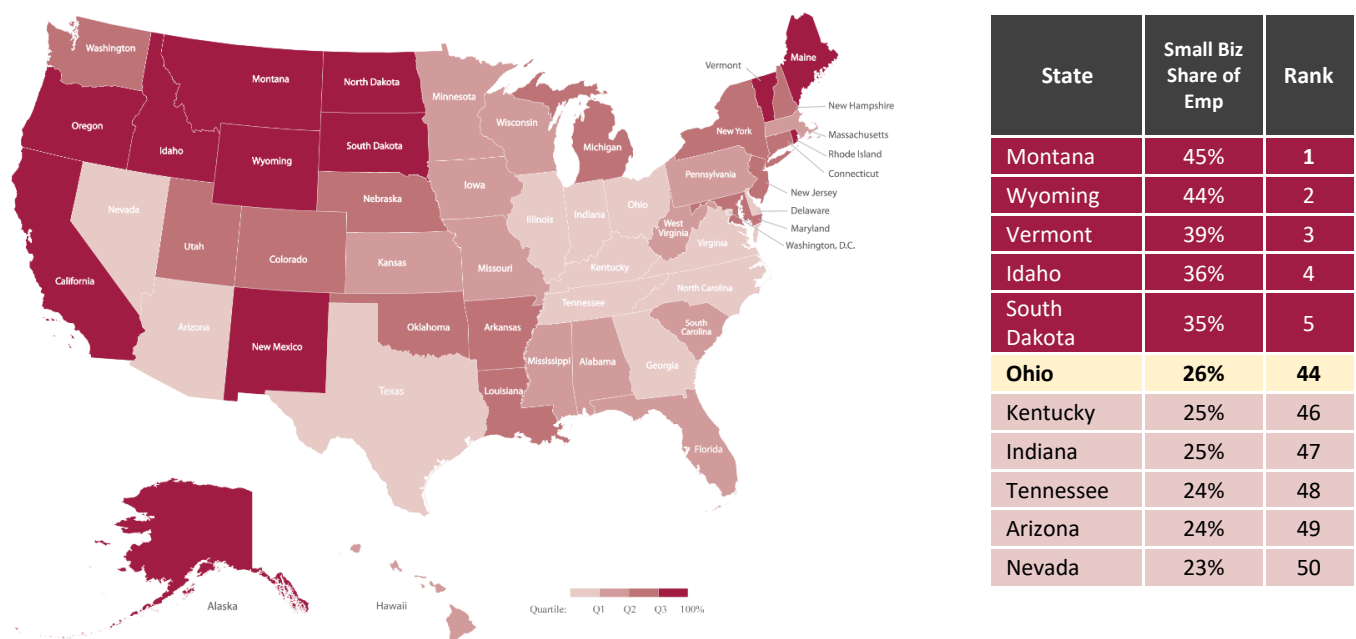 Washington
Montana
North Dakota
Minnesota
Vermont
Maine
Oregon
Idaho
Wyoming
South Dakota
Wisconsin
Michigan
New York
New Hampshire
Massachusetts
Rhode Island
Connecticut
Nevada
Utah
Colorado
Nebraska
Iowa
Illinois
Indiana
Ohio
Pennsylvania
New Jersey
Delaware
Maryland
Washington, D.C.
California
Kansas
Missouri
Kentucky
West
Virginia
Virginia
Arizona
New Mexico
Oklahoma
Arkansas
Tennessee
North Carolina
South
Carolina
Texas
Louisiana
Mississippi
Alabama
Georgia
Florida
Alaska
Hawaii
Quartile: Q1 Q2 Q3 100%
State Small Biz Share of Emp Rank
Montana 45% 1
Wyoming 44% 2
Vermont 39% 3
Idaho 36% 4
South Dakota 35% 5
Ohio 26% 44
Kentucky 25% 46
Indiana 25% 47
Tennessee 24% 48
Arizona 24% 49
Nevada 23% 50